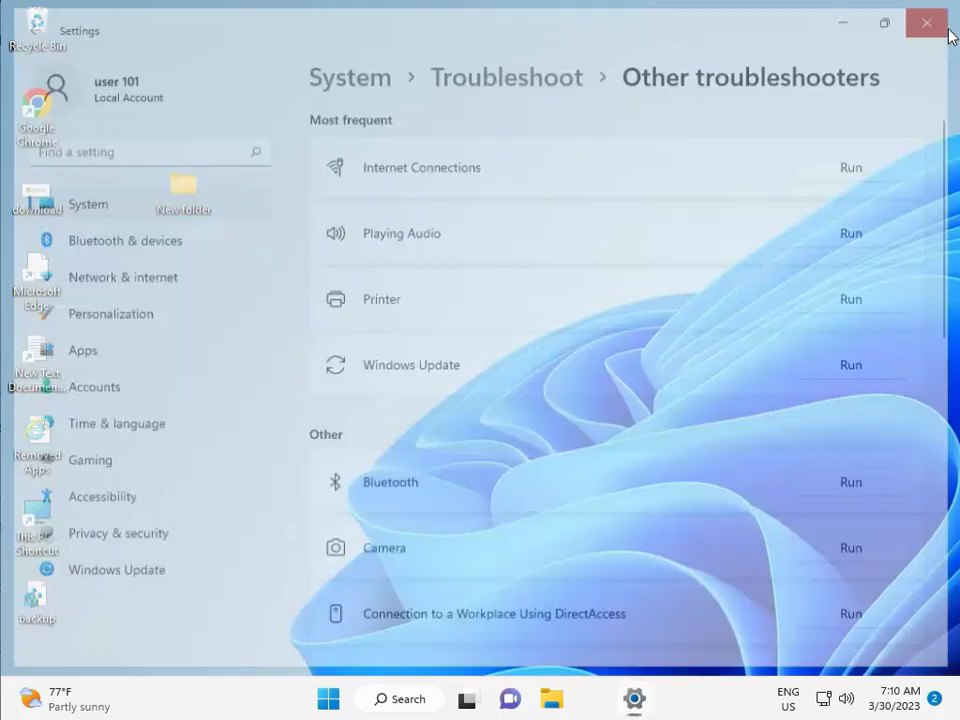 Settings
Recycle Bin
user 101
Local Account
System > Troubleshoot > Other troubleshooters
Most frequent
Google
Chrome
Find a setting
Internet Connections
Run
download
System
New folder
Playing Audio
Run
Bluetooth & devices
Microsoft
Edge
Network & internet
Printer
Run
Personalization
Apps
Windows Update
Run
New Text
Documen...
Accounts
Time & language
Other
Removed
Apps
Gaming
Bluetooth
Run
Accessibility
This PC
Shortcut
Privacy & security
Camera
Run
Windows Update
backup
Connection to a Workplace Using DirectAccess
Run
77°F
Partly sunny
Search
ENG
US
7:10 AM
3/30/2023
2